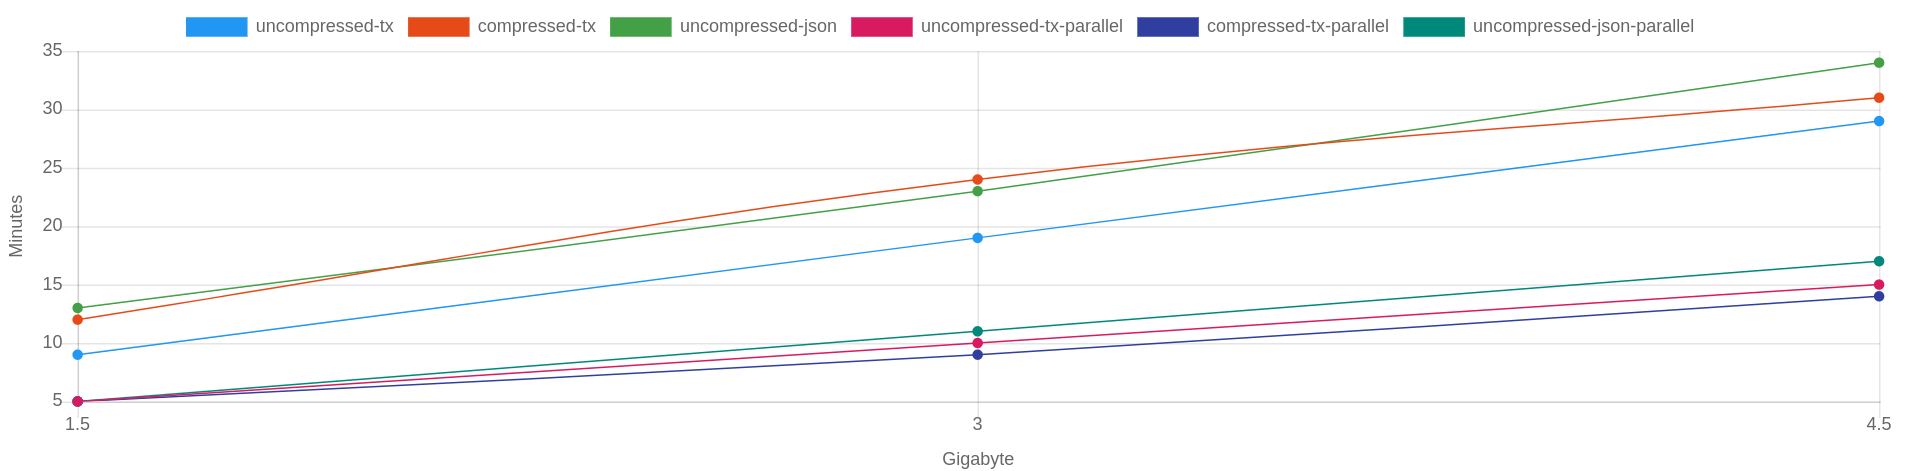 uncompressed-tx compressed-tx uncompressed-json uncompressed-tx-parallel compressed-tx-parallel uncompressed-json-parallel
35
30
25
20
15
10
5
Minutes
1.5 3 4.5
Gigabyte